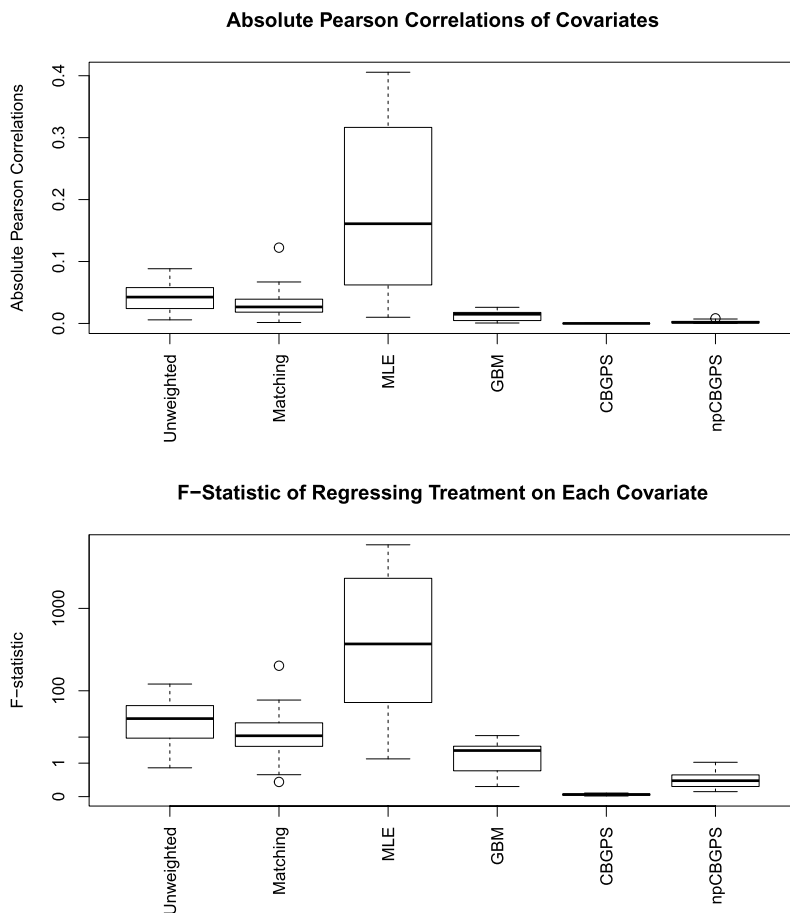 Absolute Pearson Correlations of Covariates
Absolute Pearson Correlations
0.4
0.3
0.2
0.1
0.0
Unweighted
Matching
MLE
GBM
CBGPS
npCBGPS
F−Statistic of Regressing Treatment on Each Covariate
F−statistic
1000
100
1
0
Unweighted
Matching
MLE
GBM
CBGPS
npCBGPS